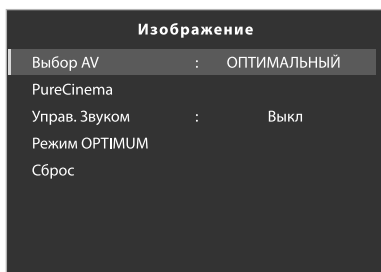 Изображение
Выбор AV : ОПТИМАЛЬНЫЙ
PureCinema
Управ. Звуком : Выкл
Режим OPTIMUM
Сброс